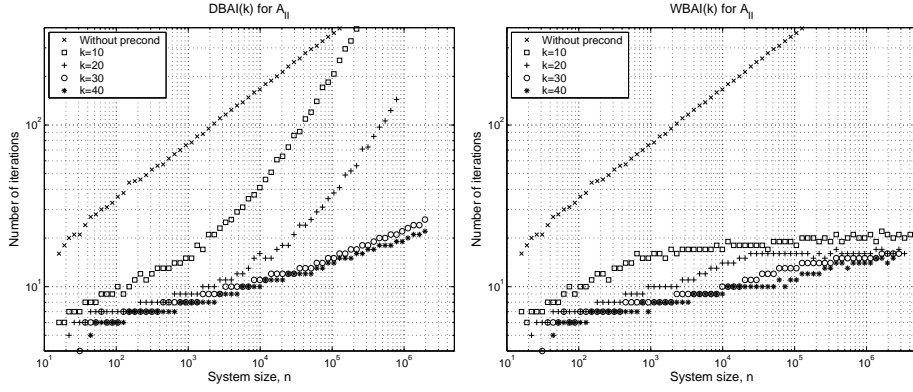 DBAI(k) for A_II
Number of iterations
10^2
10^1
Without precond
k=10
k=20
k=30
k=40
10^1 10^2 10^3 10^4 10^5 10^6
System size, n
WBAI(k) for A_II
Number of iterations
10^2
10^1
Without precond
k=10
k=20
k=30
k=40
10^1 10^2 10^3 10^4 10^5 10^6
System size, n